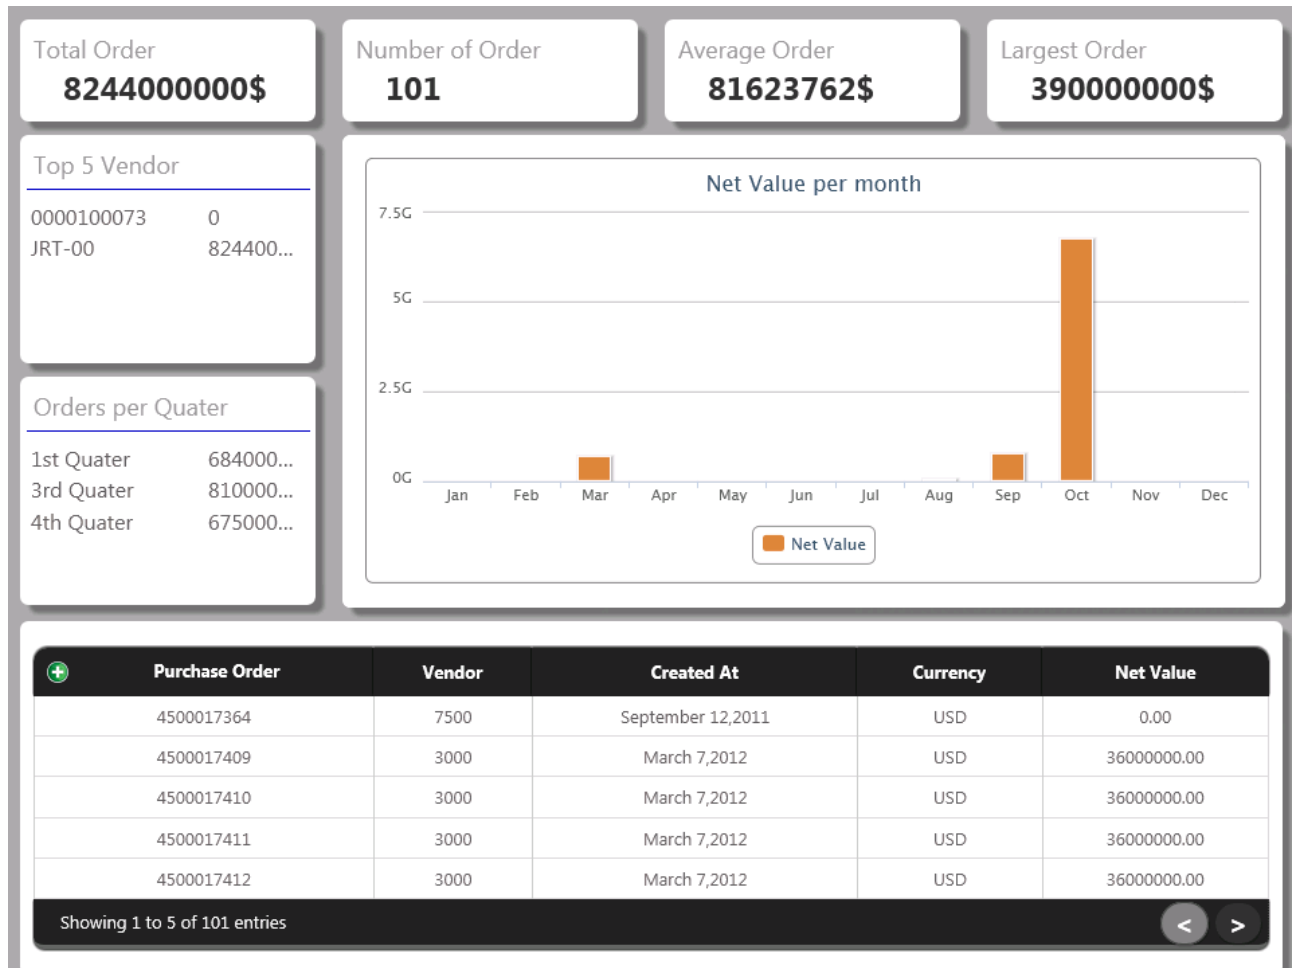 Total Order
8244000000$
Number of Order
101
Average Order
81623762$
Largest Order
390000000$
Top 5 Vendor
0000100073 0
JRT-00 824400...
Orders per Quater
1st Quater 684000...
3rd Quater 810000...
4th Quater 675000...
Net Value per month
7.5G
5G
2.5G
0G
Jan Feb Mar Apr May Jun Jul Aug Sep Oct Nov Dec
Net Value
Purchase Order Vendor Created At Currency Net Value
4500017364 7500 September 12,2011 USD 0.00
4500017409 3000 March 7,2012 USD 36000000.00
4500017410 3000 March 7,2012 USD 36000000.00
4500017411 3000 March 7,2012 USD 36000000.00
4500017412 3000 March 7,2012 USD 36000000.00
Showing 1 to 5 of 101 entries < >